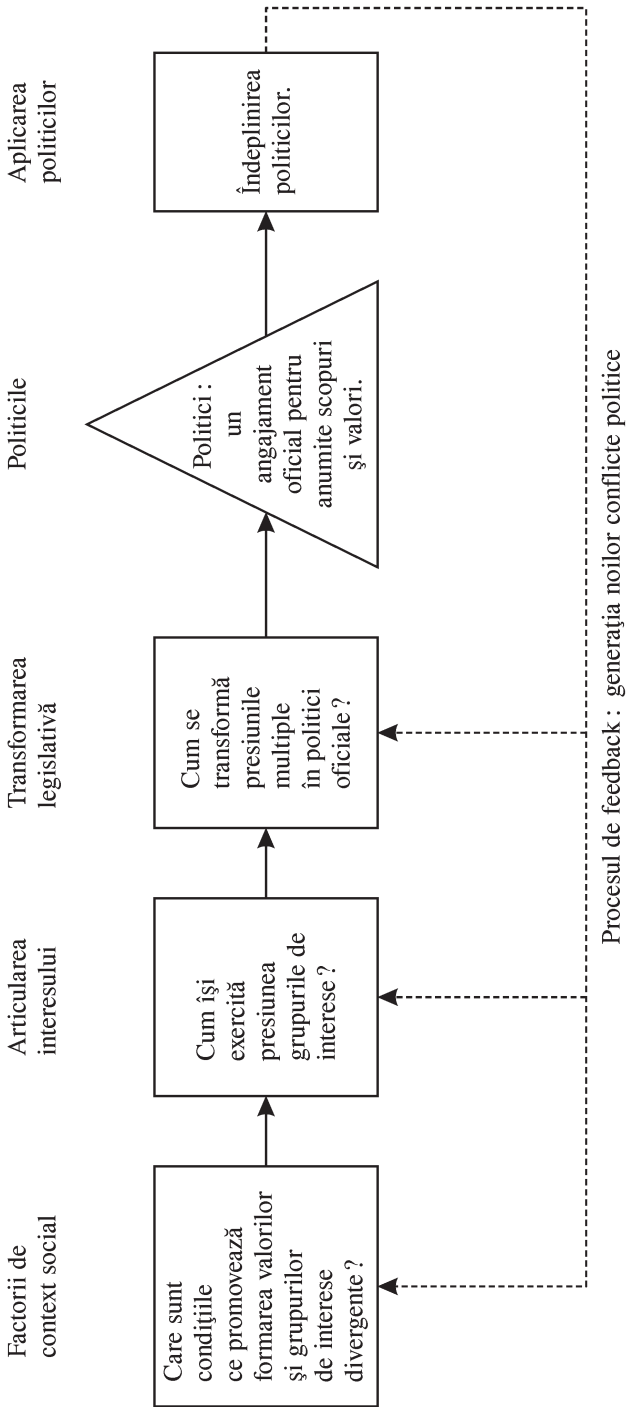 Factorii de
context social
Articularea
interesului
Transformarea
legislativă
Politicile
Aplicarea
politicilor
Care sunt
condiţiile
ce promovează
formarea valorilor
şi grupurilor
de interese
divergente?
Cum îşi
exercită
presiunea
grupurile de
interese?
Cum se
transformă
presiunile
multiple
în politici
oficiale?
Politici :
un
angajament
oficial pentru
anumite scopuri
şi valori.
Îndeplinirea
politicilor.
Procesul de feedback : generaţia noilor conflicte politice